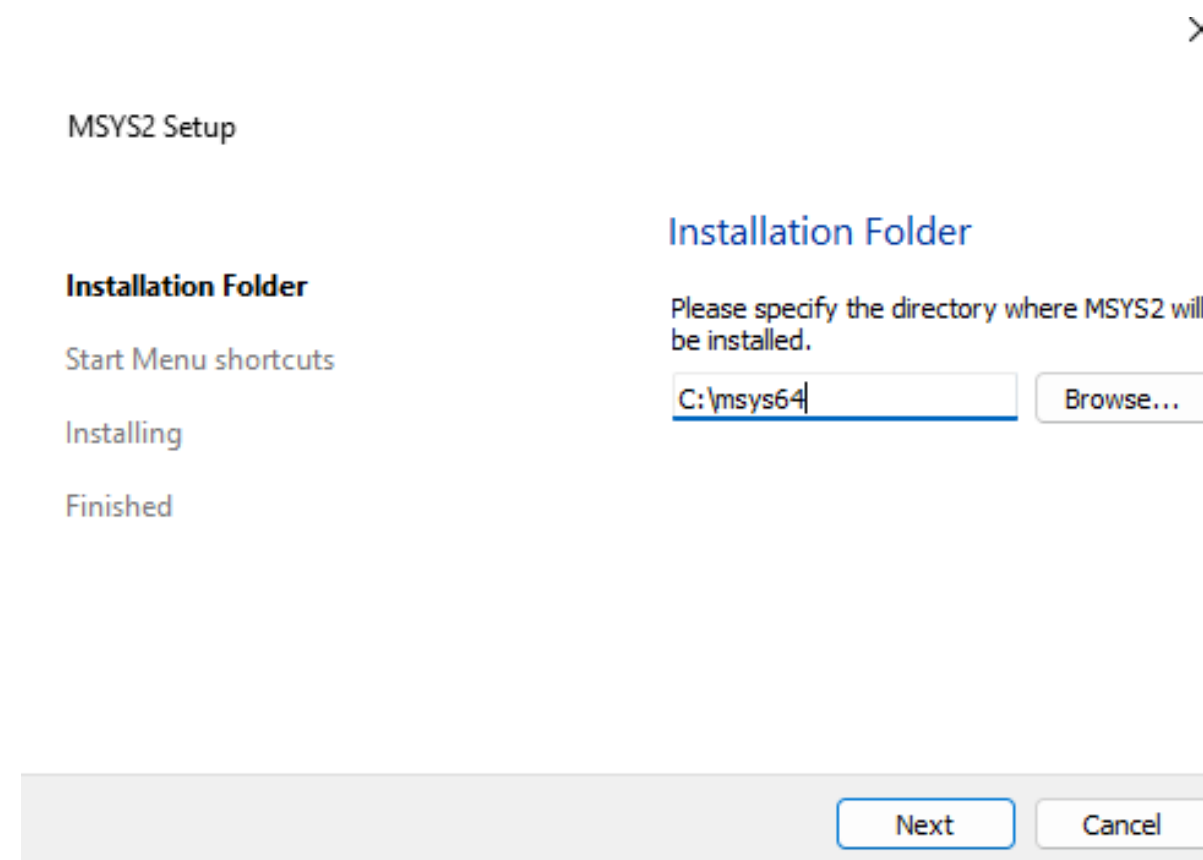 MSYS2 Setup
Installation Folder
Start Menu shortcuts
Installing
Finished
Installation Folder
Please specify the directory where MSYS2 will
be installed.
C:\msys64
Browse...
Next
Cancel